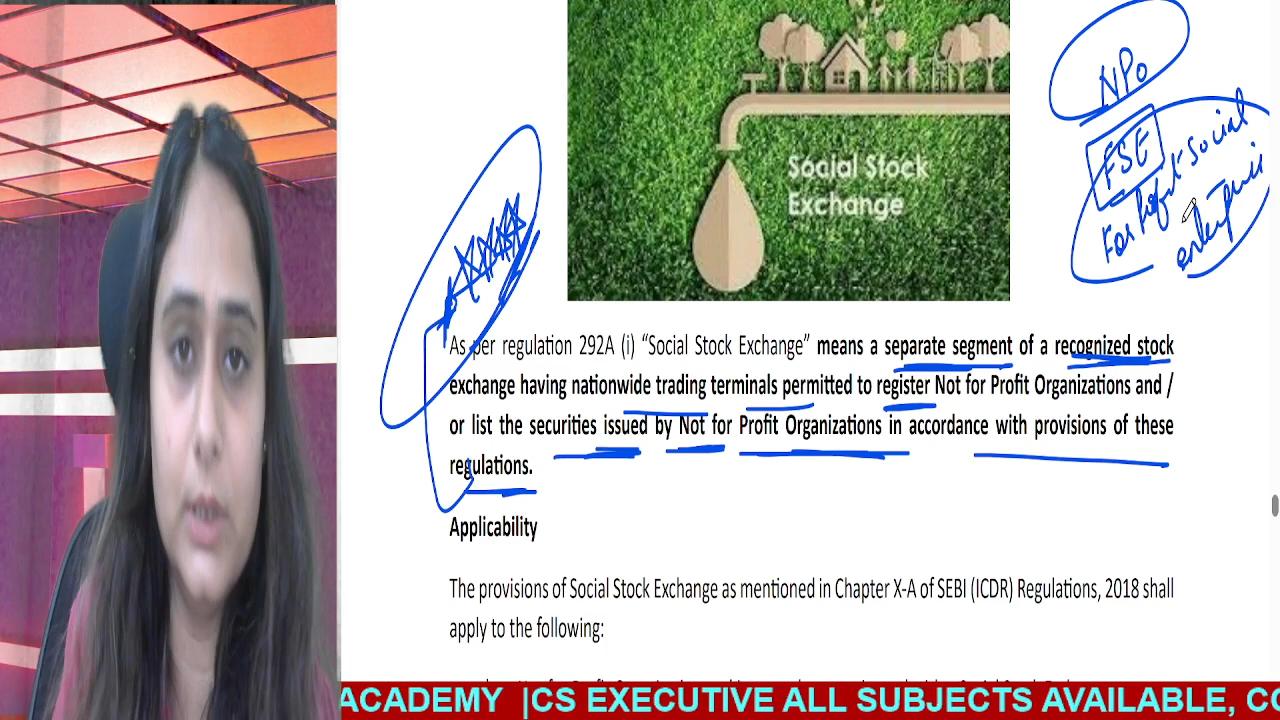 NPO
FSE
For Profit Social
Social Stock
Exchange
As per regulation 292A (i) “Social Stock Exchange” means a separate segment of a recognized stock
exchange having nationwide trading terminals permitted to register Not for Profit Organizations and /
or list the securities issued by Not for Profit Organizations in accordance with provisions of these
regulations.
Applicability
The provisions of Social Stock Exchange as mentioned in Chapter X-A of SEBI (ICDR) Regulations, 2018 shall
apply to the following:
ACADEMY |CS EXECUTIVE ALL SUBJECTS AVAILABLE, CO